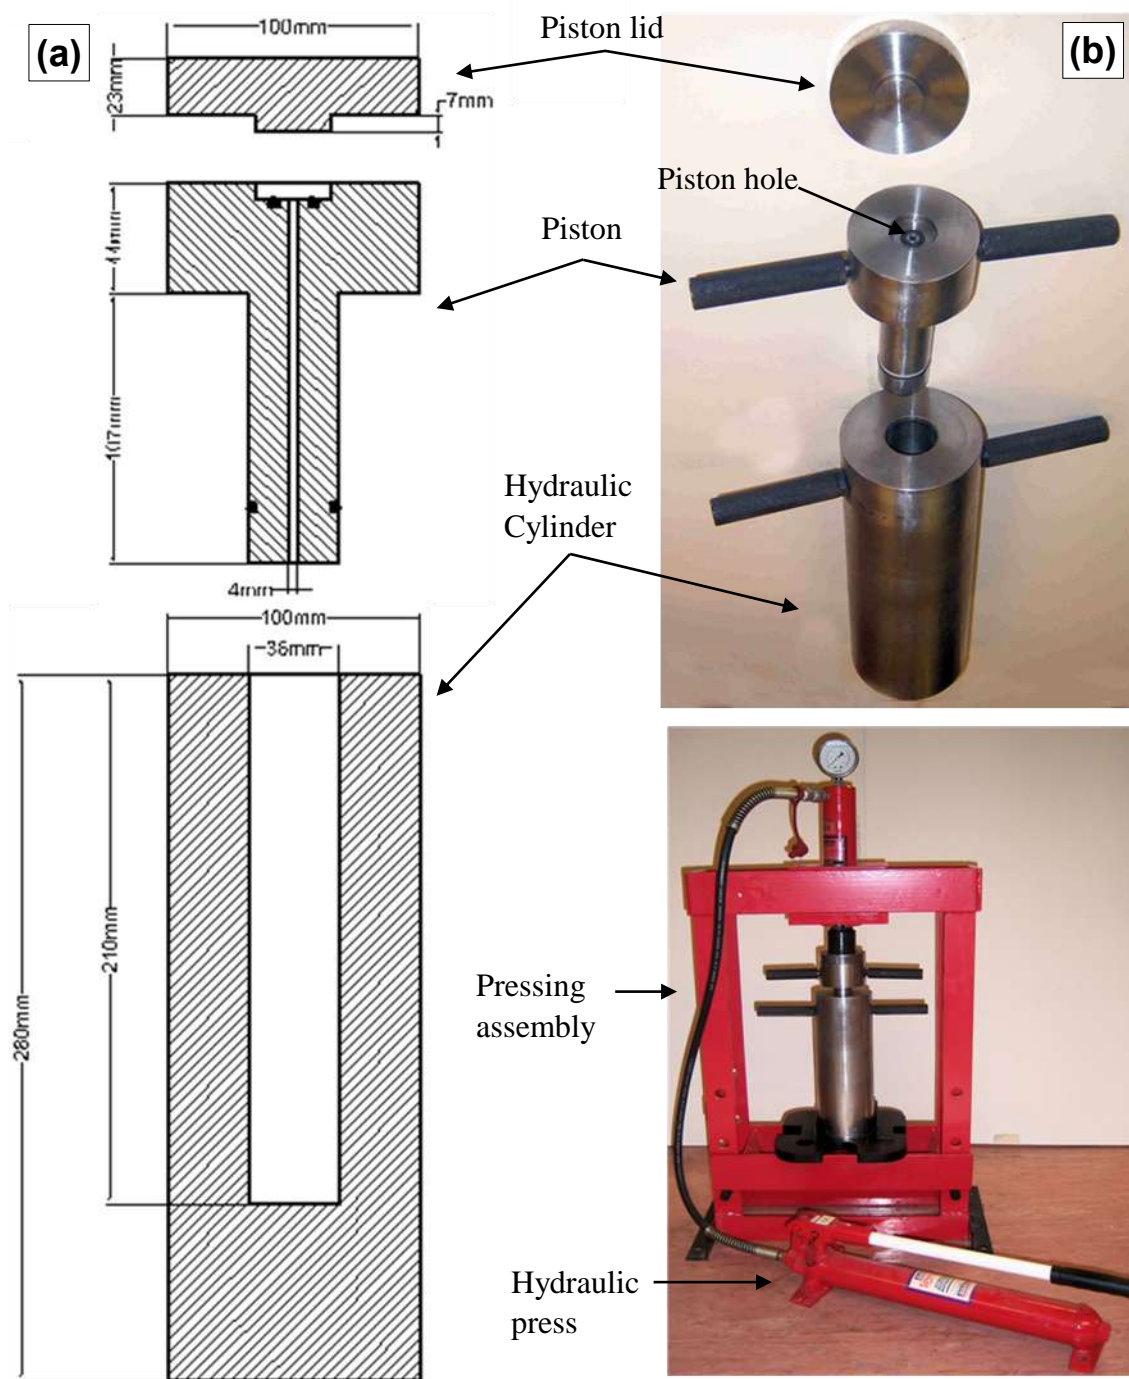 (a)
100mm
Piston lid
(b)
23mm
7mm
Piston hole
Piston
44mm
107mm
Hydraulic
Cylinder
4mm
100mm
36mm
210mm
280mm
Pressing
assembly
Hydraulic
press